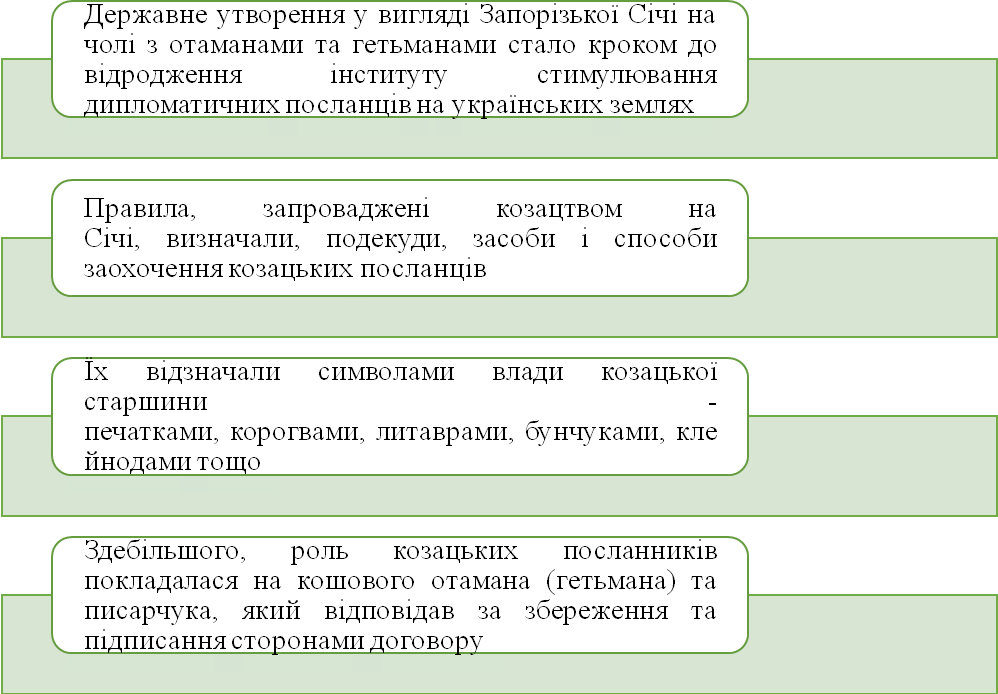 Державне утворення у вигляді Запорізької Січі на
чолі з отаманами та гетьманами стало кроком до
відродження інституту стимулювання
дипломатичних посланців на українських землях
Правила, запроваджені козацтвом на
Січі, визначали, подекуди, засоби і способи
заохочення козацьких посланців
Їх відзначали символами влади козацької
старшини -
печатками, корогвами, литаврами, бунчуками, кле
йнодами тощо
Здебільшого, роль козацьких посланників
покладалася на кошового отамана (гетьмана) та
писарчука, який відповідав за збереження та
підписання сторонами договору